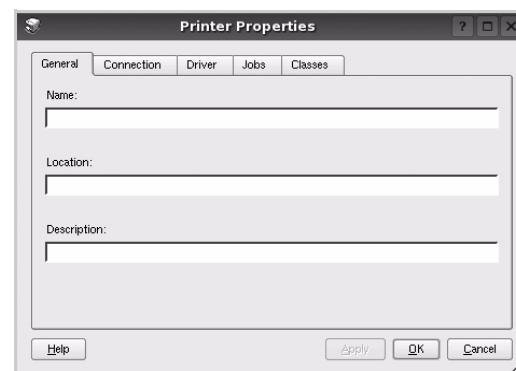 Printer Properties
General Connection Driver Jobs Classes
Name:
Location:
Description:
Help Apply OK Cancel